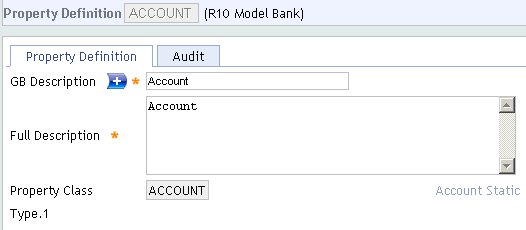 Property Definition ACCOUNT (R10 Model Bank)
Property Definition Audit
GB Description + * Account
Full Description * Account
Property Class ACCOUNT Account Static
Type.1